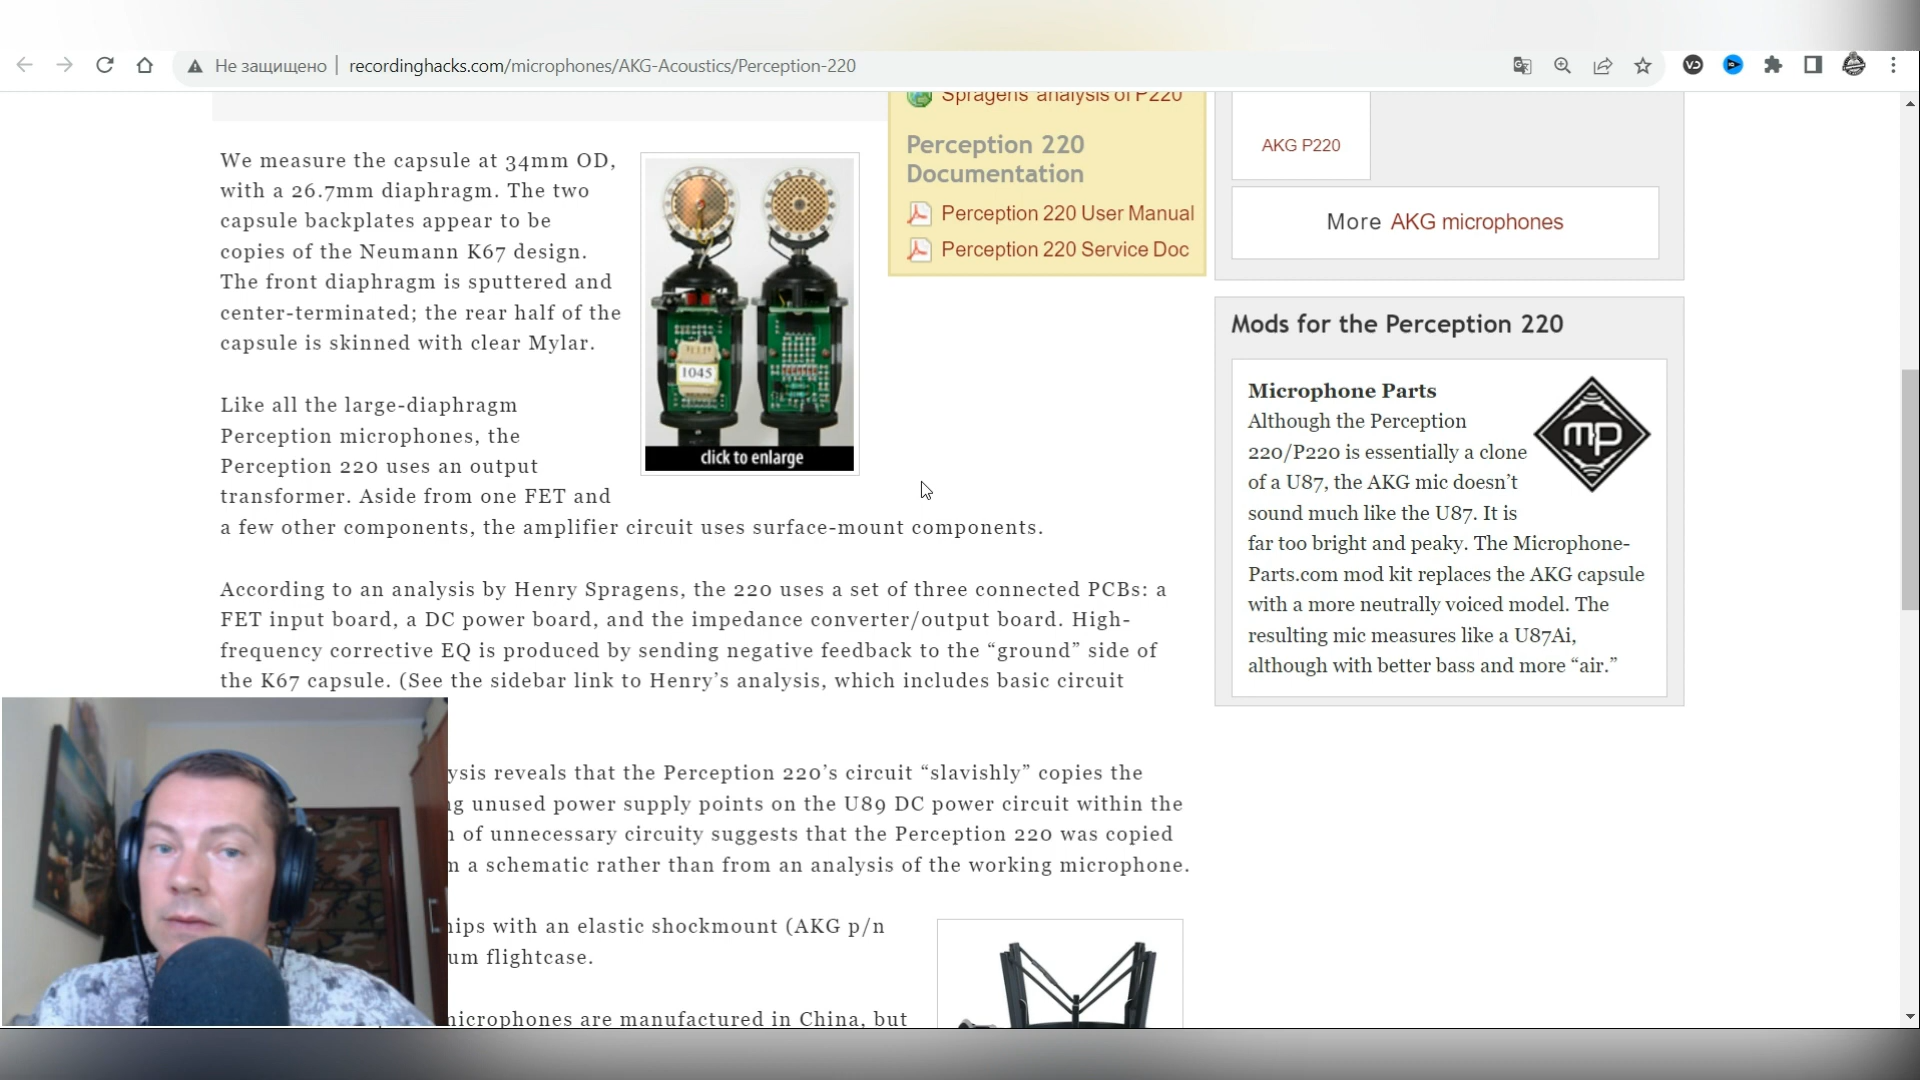 Не защищено
recordinghacks.com/microphones/AKG-Acoustics/Perception-220
We measure the capsule at 34mm OD,
with a 26.7mm diaphragm. The two
capsule backplates appear to be
copies of the Neumann K67 design.
The front diaphragm is sputtered and
center-terminated; the rear half of the
capsule is skinned with clear Mylar.
1045
click to enlarge
Like all the large-diaphragm
Perception microphones, the
Perception 220 uses an output
transformer. Aside from one FET and
a few other components, the amplifier circuit uses surface-mount components.
According to an analysis by Henry Spragens, the 220 uses a set of three connected PCBs: a
FET input board, a DC power board, and the impedance converter/output board. High-
frequency corrective EQ is produced by sending negative feedback to the “ground” side of
the K67 capsule. (See the sidebar link to Henry’s analysis, which includes basic circuit
ysis reveals that the Perception 220’s circuit “slavishly” copies the
unused power supply points on the U89 DC power circuit within the
of unnecessary circuity suggests that the Perception 220 was copied
a schematic rather than from an analysis of the working microphone.
hips with an elastic shockmount (AKG p/n
um flightcase.
microphones are manufactured in China, but
Spragens' analysis of P220
Perception 220
Documentation
Perception 220 User Manual
Perception 220 Service Doc
AKG P220
More AKG microphones
Mods for the Perception 220
Microphone Parts
Although the Perception
220/P220 is essentially a clone
of a U87, the AKG mic doesn’t
sound much like the U87. It is
far too bright and peaky. The Microphone-
Parts.com mod kit replaces the AKG capsule
with a more neutrally voiced model. The
resulting mic measures like a U87Ai,
although with better bass and more “air.”
mp